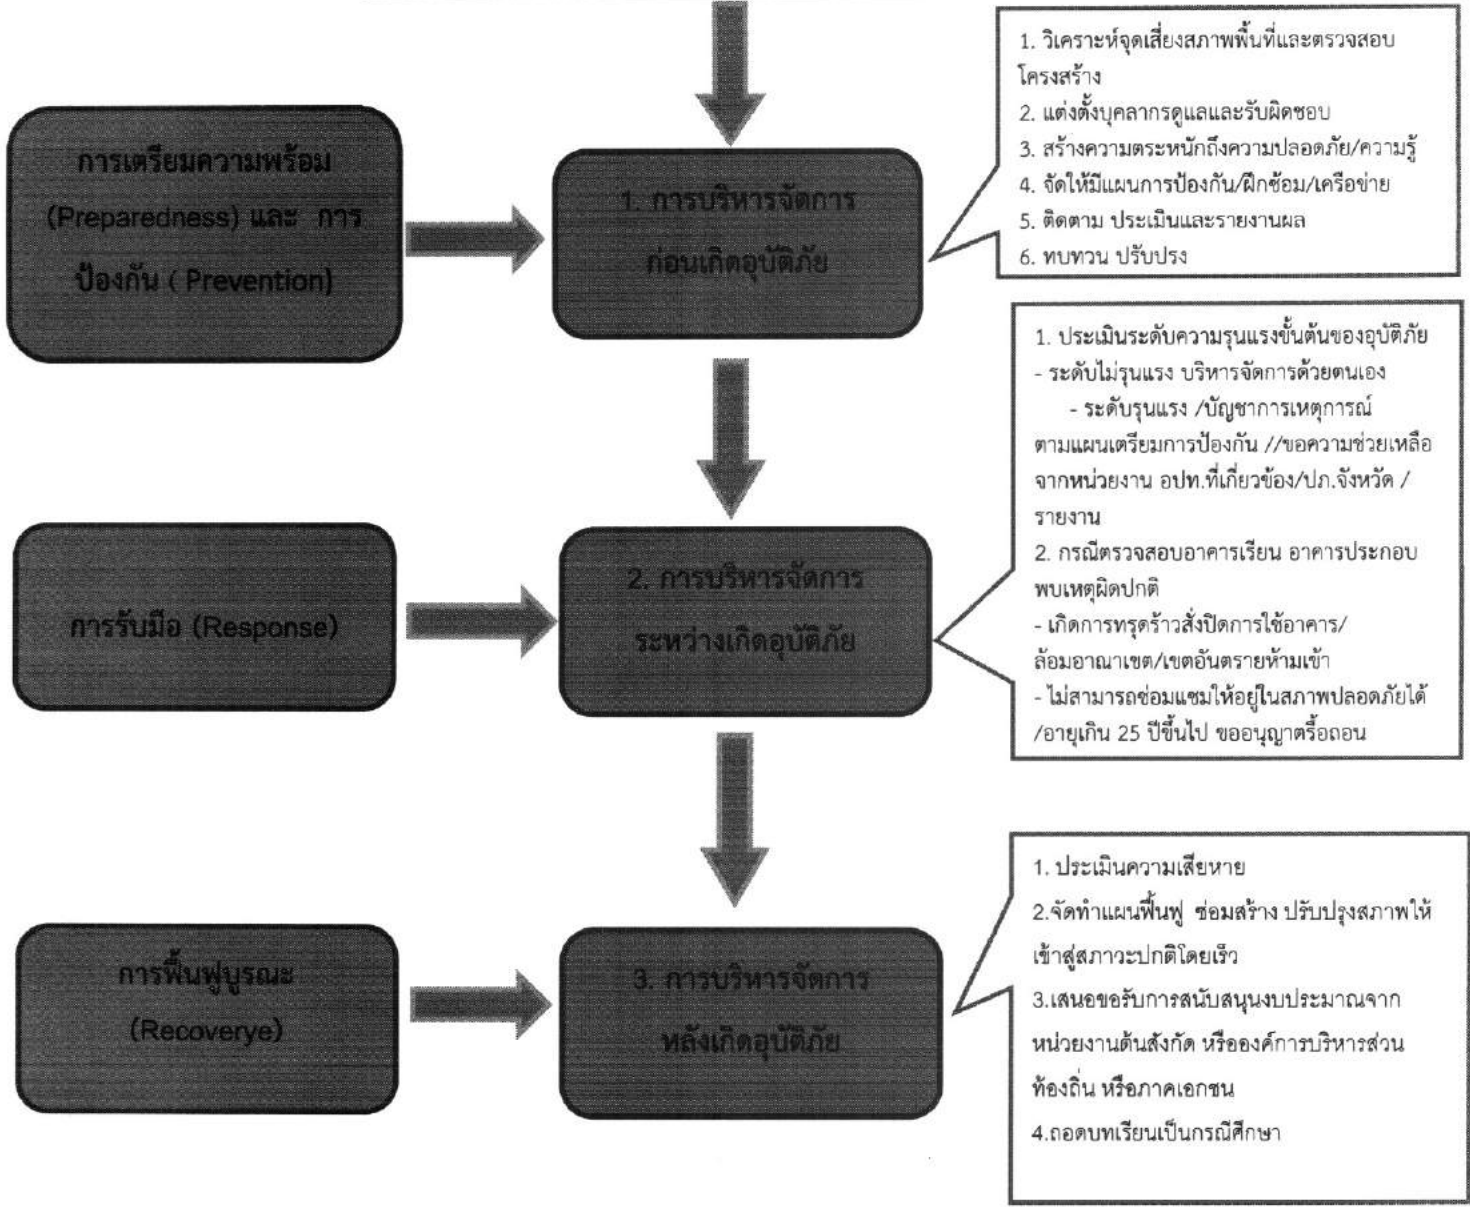 การเตรียมความพร้อม
(Preparedness) และ การ
ป้องกัน ( Prevention)
1. การบริหารจัดการ
ก่อนเกิดอุบัติภัย
1. วิเคราะห์จุดเสี่ยงสภาพพื้นที่และตรวจสอบ
โครงสร้าง
2. แต่งตั้งบุคลากรดูแลและรับผิดชอบ
3. สร้างความตระหนักถึงความปลอดภัย/ความรู้
4. จัดให้มีแผนการป้องกัน/ฝึกซ้อม/เครือข่าย
5. ติดตาม ประเมินและรายงานผล
6. ทบทวน ปรับปรุง
การรับมือ (Response)
2. การบริหารจัดการ
ระหว่างเกิดอุบัติภัย
1. ประเมินระดับความรุนแรงขั้นต้นของอุบัติภัย
- ระดับไม่รุนแรง บริหารจัดการด้วยตนเอง
- ระดับรุนแรง /บัญชาการเหตุการณ์
ตามแผนเตรียมการป้องกัน //ขอความช่วยเหลือ
จากหน่วยงาน อปท.ที่เกี่ยวข้อง/ปภ.จังหวัด /
รายงาน
2. กรณีตรวจสอบอาคารเรียน อาคารประกอบ
พบเหตุผิดปกติ
- เกิดการทรุดร้าวสั่งปิดการใช้อาคาร/
ล้อมอาณาเขต/เขตอันตรายห้ามเข้า
- ไม่สามารถซ่อมแซมให้อยู่ในสภาพปลอดภัยได้
/อายุเกิน 25 ปีขึ้นไป ขออนุญาตรื้อถอน
การฟื้นฟูบูรณะ
(Recoverye)
3. การบริหารจัดการ
หลังเกิดอุบัติภัย
1. ประเมินความเสียหาย
2.จัดทำแผนฟื้นฟู ซ่อมสร้าง ปรับปรุงสภาพให้
เข้าสู่สภาวะปกติโดยเร็ว
3.เสนอขอรับการสนับสนุนงบประมาณจาก
หน่วยงานต้นสังกัด หรือองค์การบริหารส่วน
ท้องถิ่น หรือภาคเอกชน
4.ถอดบทเรียนเป็นกรณีศึกษา